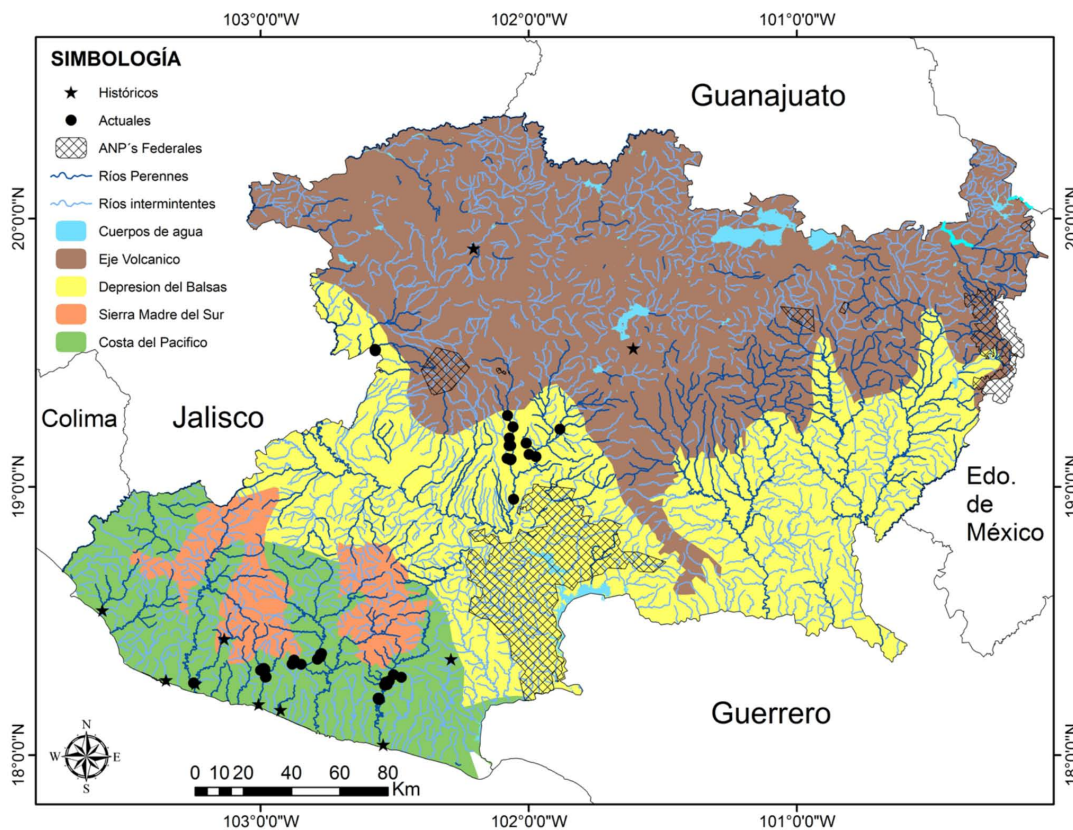 103°0'0"W 102°0'0"W 101°0'0"W
SIMBOLOGÍA
Históricos
Actuales
ANP´s Federales
Ríos Perennes
Ríos intermintentes
Cuerpos de agua
Eje Volcanico
Depresion del Balsas
Sierra Madre del Sur
Costa del Pacifico
Guanajuato
20°0'0"N 20°0'0"N
Colima
Jalisco
19°0'0"N 19°0'0"N
Edo.
de
México
Guerrero
18°0'0"N 18°0'0"N
N
W E
S
0 10 20 40 60 80
Km
103°0'0"W 102°0'0"W 101°0'0"W